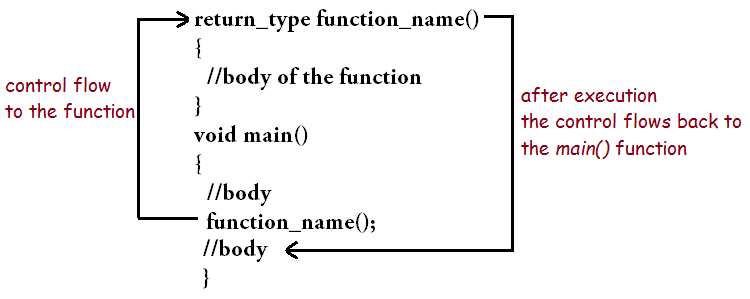 return_type function_name()
{
//body of the function
}
void main()
{
//body
function_name();
//body
}
control flow
to the function
after execution
the control flows back to
the main() function